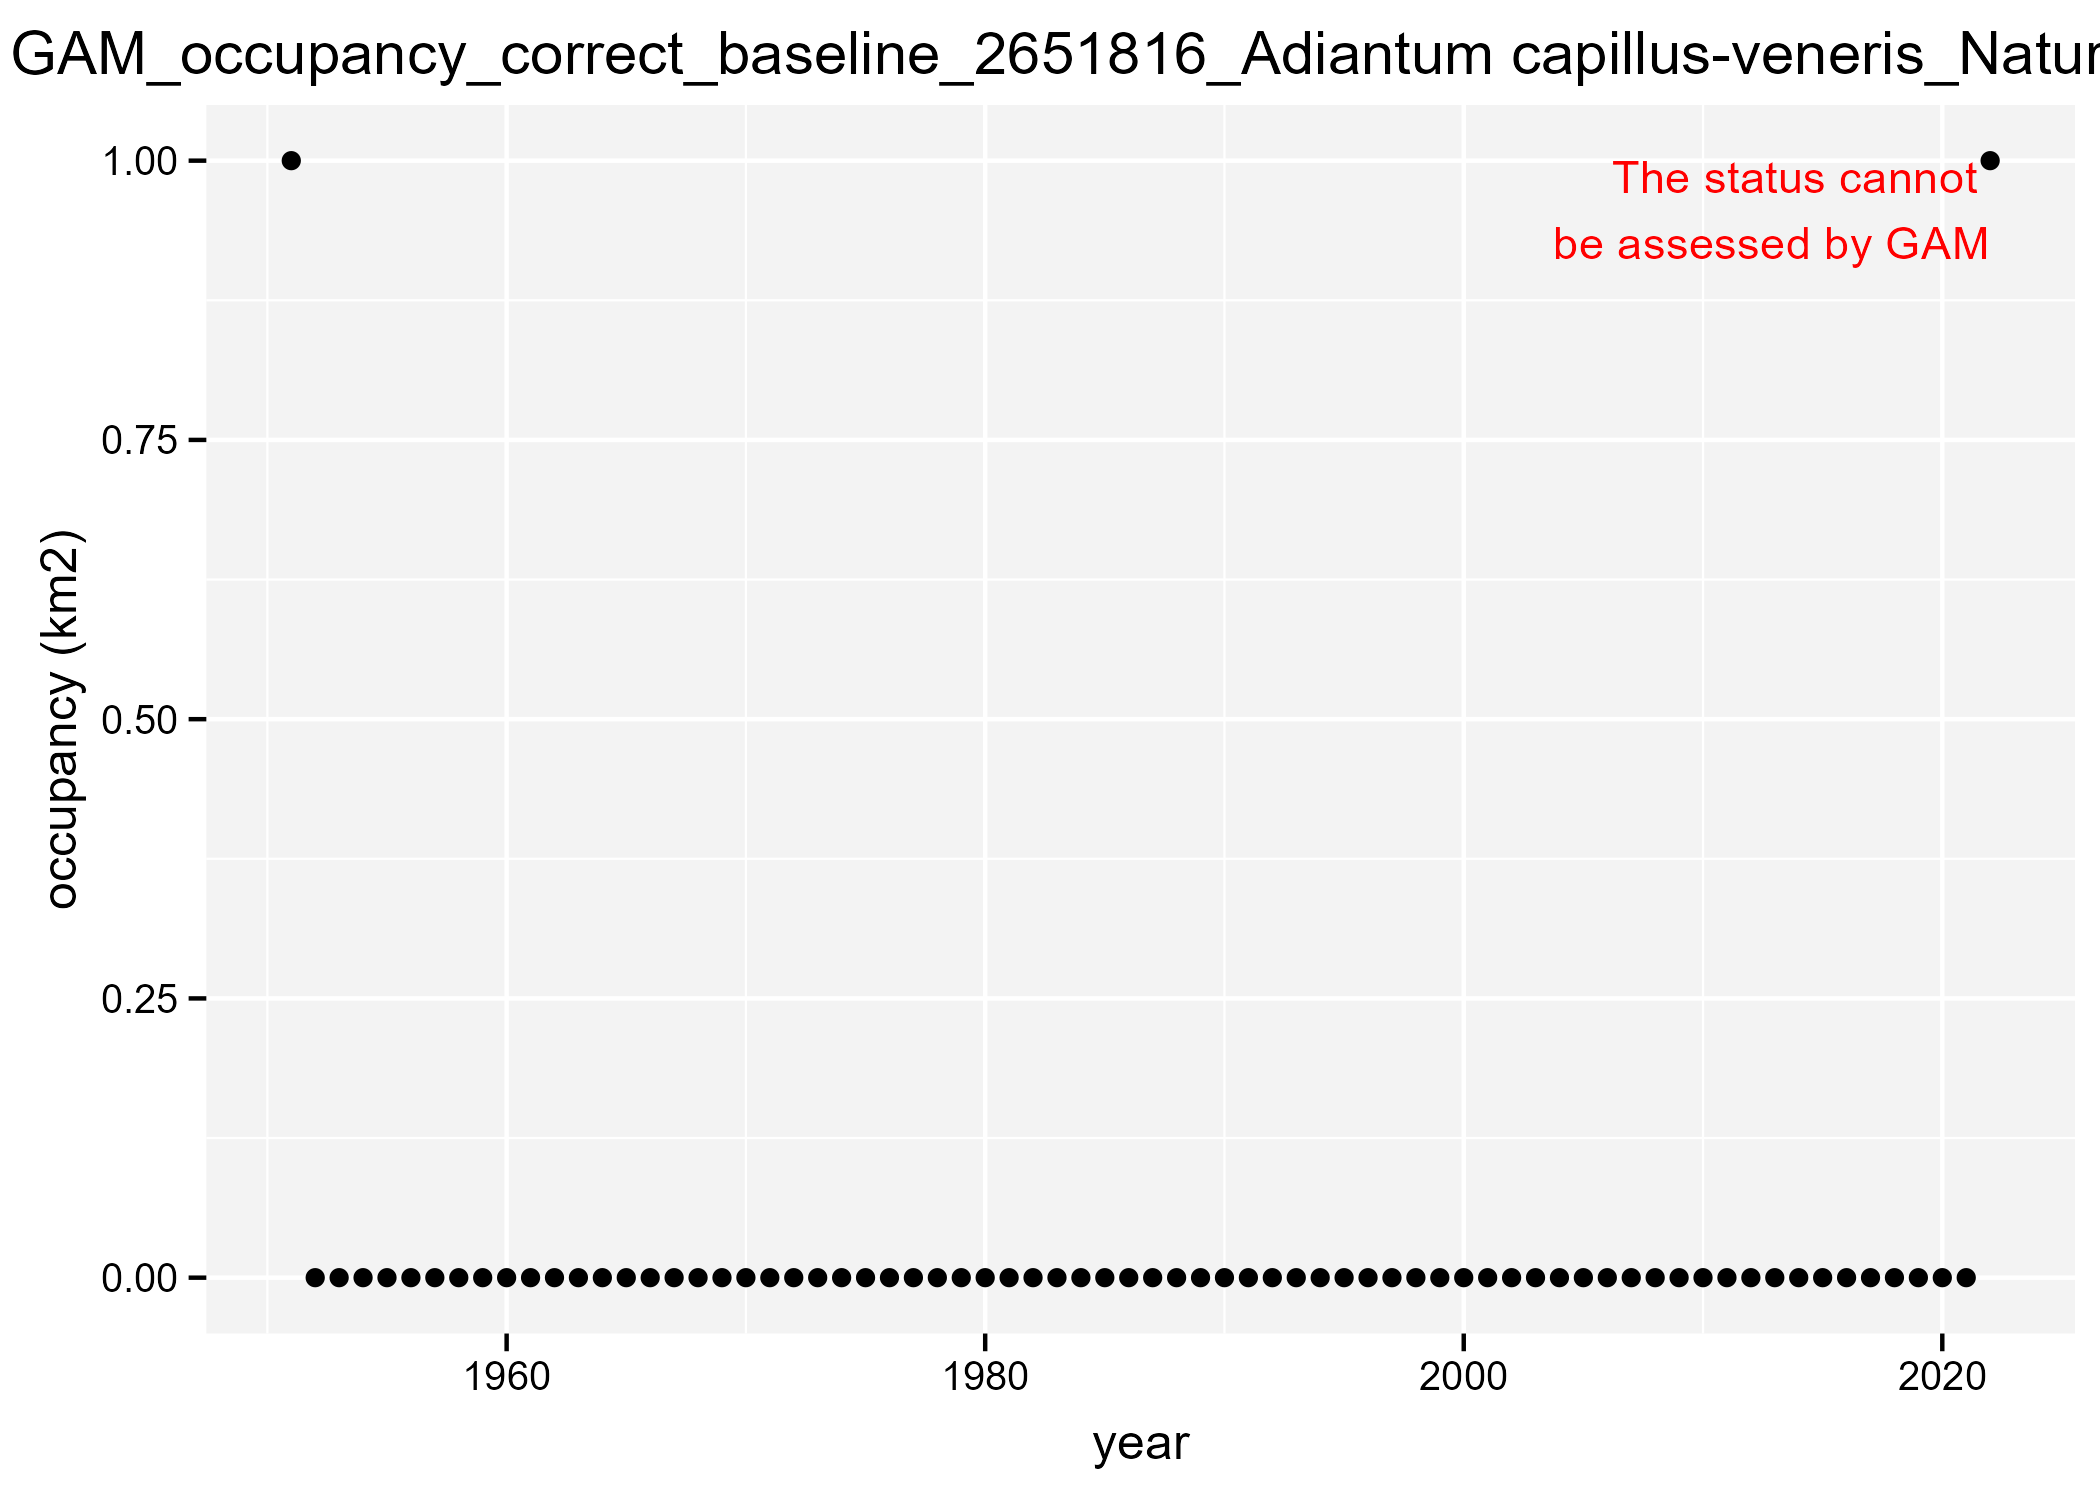 GAM_occupancy_correct_baseline_2651816_Adiantum capillus-veneris_Natur
1.00
The status cannot
be assessed by GAM
0.75
0.50
0.25
0.00
occupancy (km2)
1960 1980 2000 2020
year